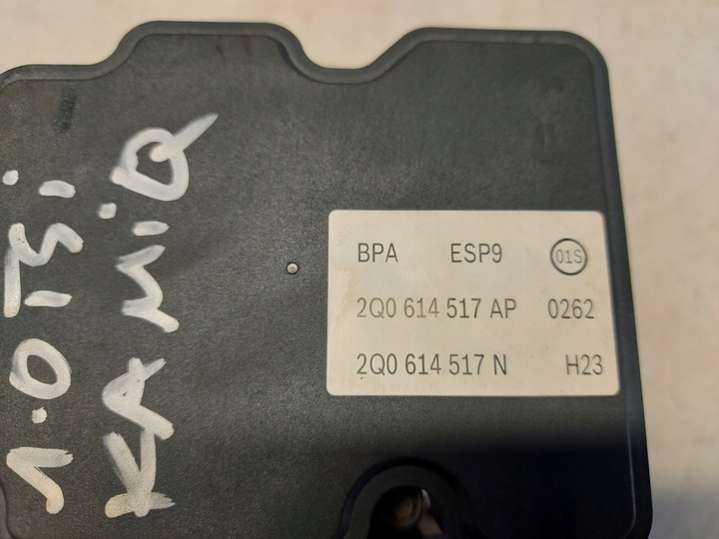 1.0 TSi
KAMiQ
BPA ESP9 01S
2Q0 614 517 AP 0262
2Q0 614 517 N H23